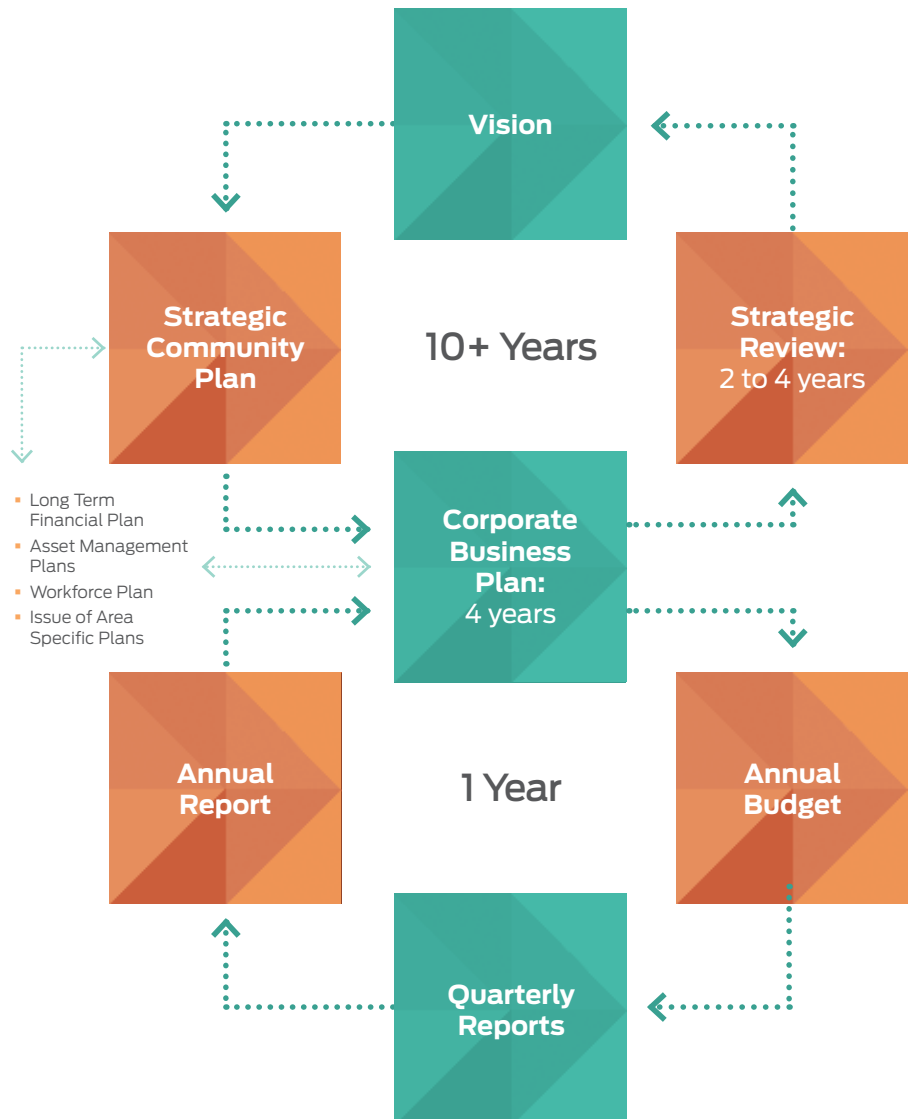 Vision
Strategic
Community
Plan
10+ Years
Strategic
Review:
2 to 4 years
Long Term
Financial Plan
Asset Management
Plans
Workforce Plan
Issue of Area
Specific Plans
Corporate
Business
Plan:
4 years
Annual
Report
1 Year
Annual
Budget
Quarterly
Reports